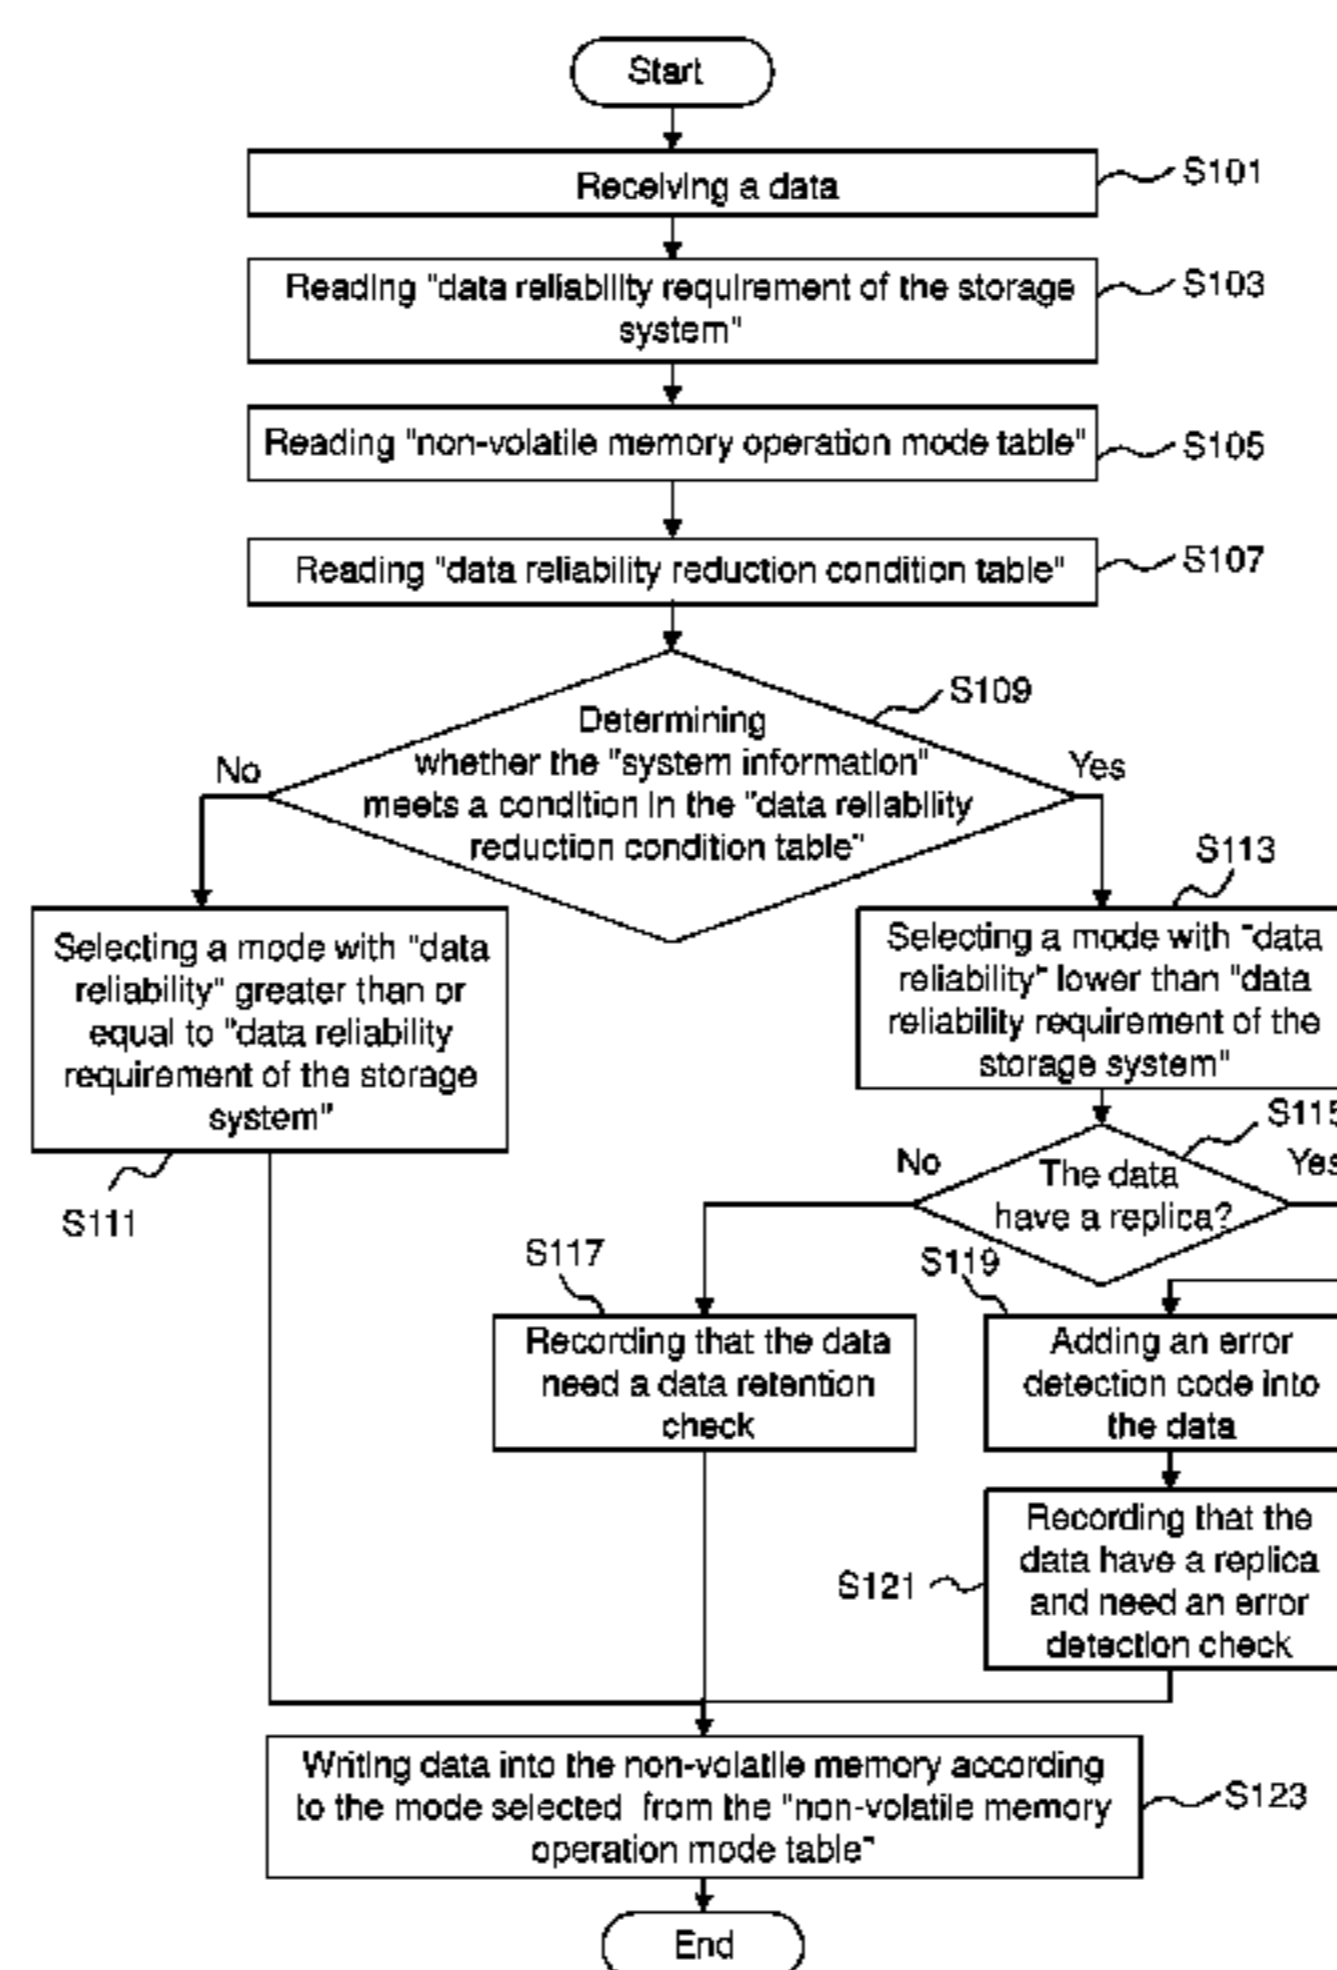 Start
Receiving a data
S101
Reading "data reliability requirement of the storage
system"
S103
Reading "non-volatile memory operation mode table"
S105
Reading "data reliability reduction condition table"
S107
S109
Determining
whether the "system information"
meets a condition in the "data reliability
reduction condition table"
No
Yes
S113
Selecting a mode with "data
reliability" greater than or
equal to "data reliability
requirement of the storage
system"
S111
Selecting a mode with "data
reliability" lower than "data
reliability requirement of the
storage system"
S115
No
Yes
The data
have a replica?
S117
Recording that the data
need a data retention
check
S119
Adding an error
detection code into
the data
Recording that the
data have a replica
and need an error
detection check
S121
Writing data into the non-volatile memory according
to the mode selected from the "non-volatile memory
operation mode table"
S123
End